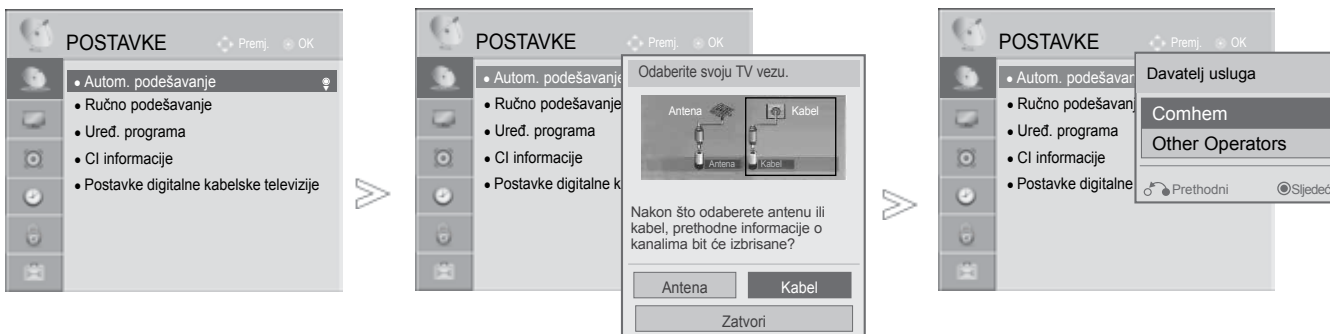 POSTAVKE
Premj. OK
• Autom. podešavanje
• Ručno podešavanje
• Uređ. programa
• CI informacije
• Postavke digitalne kabelske televizije
POSTAVKE
Premj. OK
• Autom. podešavanje
• Ručno podešavanje
• Uređ. programa
• CI informacije
• Postavke digitalne k
Odaberite svoju TV vezu.
Antena Kabel
Antena Kabel
Nakon što odaberete antenu ili
kabel, prethodne informacije o
kanalima bit će izbrisane?
Antena Kabel
Zatvori
POSTAVKE
Premj. OK
• Autom. podešavan
• Ručno podešavanj
• Uređ. programa
• CI informacije
• Postavke digitalne
Davatelj usluga
Comhem
Other Operators
Prethodni Sljedeć